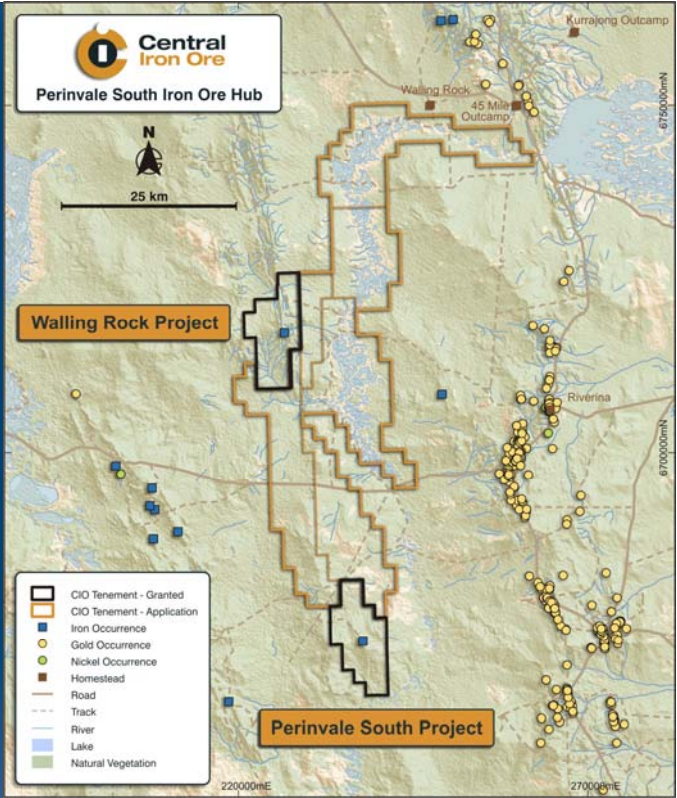 Central
Iron Ore
Perinvale South Iron Ore Hub
N
25 km
Kurrajong Outcamp
Walling Rock
45 Mile
Outcamp
6750000mN
Walling Rock Project
Riverina
6700000mN
CIO Tenement - Granted
CIO Tenement - Application
Iron Occurrence
Gold Occurrence
Nickel Occurrence
Homestead
Road
Track
River
Lake
Natural Vegetation
Perinvale South Project
220000mE
270000mE